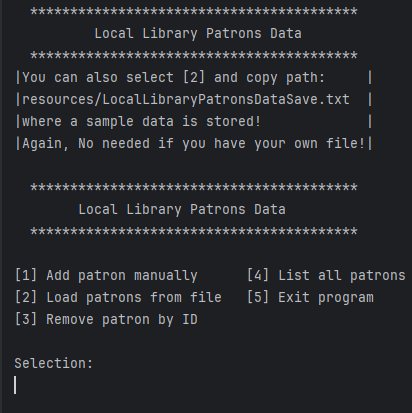 *****************************************
Local Library Patrons Data
*****************************************
|You can also select [2] and copy path:     |
|resources/LocalLibraryPatronsDataSave.txt  |
|where a sample data is stored!             |
|Again, No needed if you have your own file!|
*****************************************
Local Library Patrons Data
*****************************************
[1] Add patron manually      [4] List all patrons
[2] Load patrons from file   [5] Exit program
[3] Remove patron by ID
Selection: